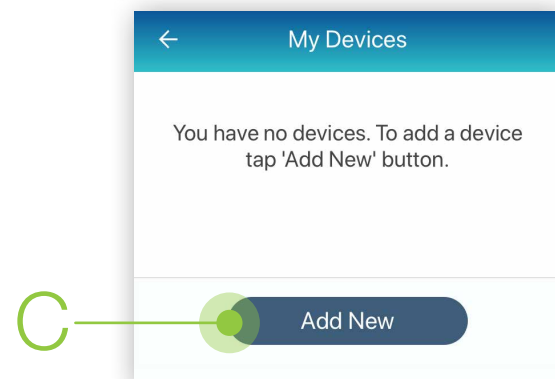 My Devices
You have no devices. To add a device
tap 'Add New' button.
C
Add New